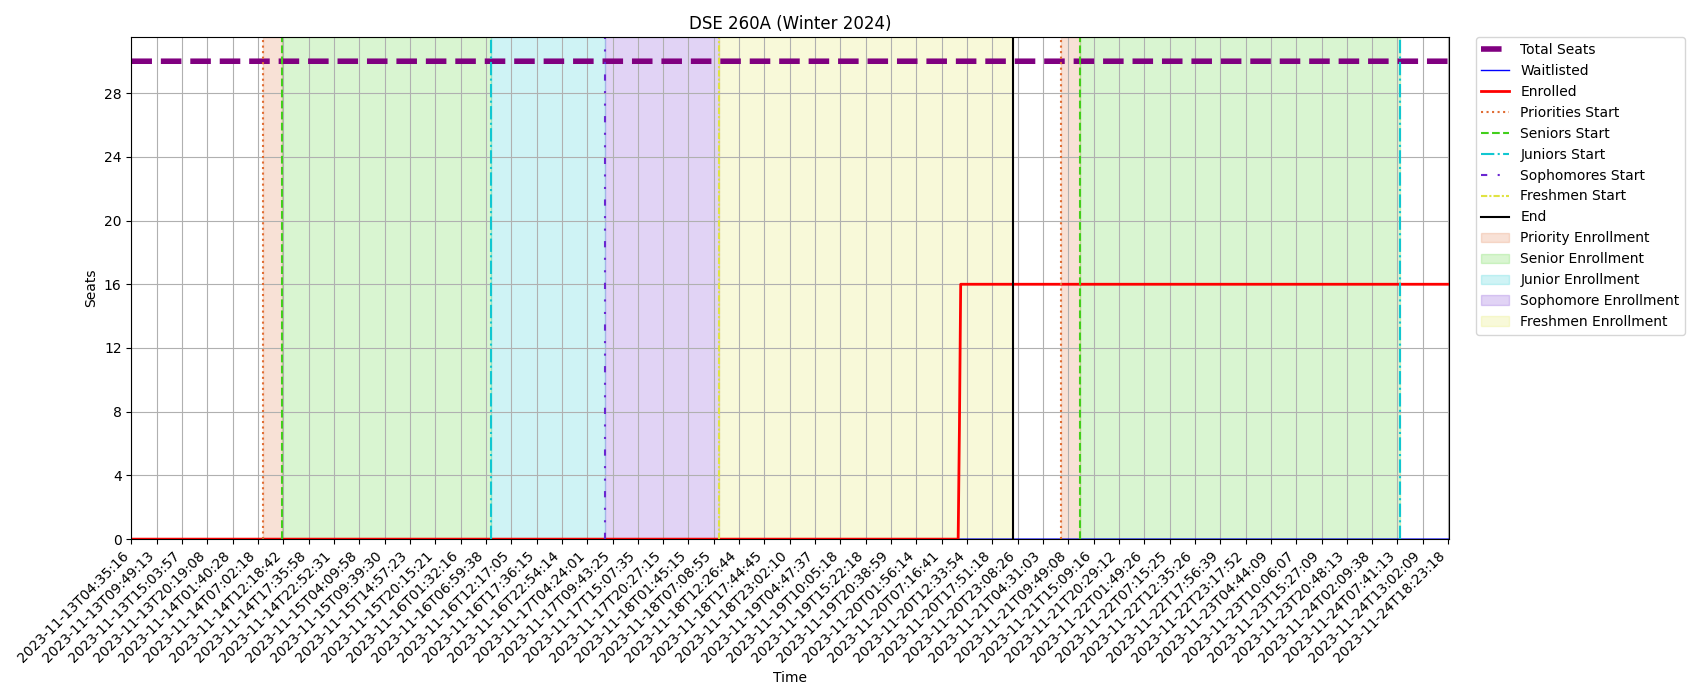 DSE 260A (Winter 2024)
Total Seats
Waitlisted
Enrolled
Priorities Start
Seniors Start
Juniors Start
Sophomores Start
Freshmen Start
End
Priority Enrollment
Senior Enrollment
Junior Enrollment
Sophomore Enrollment
Freshmen Enrollment
Seats
28
24
20
16
12
8
4
0
2023-11-13T04:35:16
2023-11-13T09:49:13
2023-11-13T15:03:57
2023-11-13T20:19:08
2023-11-14T01:40:28
2023-11-14T07:02:18
2023-11-14T12:18:42
2023-11-14T17:35:58
2023-11-14T22:52:31
2023-11-15T04:09:58
2023-11-15T09:39:30
2023-11-15T14:57:23
2023-11-15T20:15:21
2023-11-16T01:32:16
2023-11-16T06:59:38
2023-11-16T12:17:05
2023-11-16T17:36:15
2023-11-16T22:54:14
2023-11-17T04:24:01
2023-11-17T09:43:25
2023-11-17T15:07:35
2023-11-17T20:27:15
2023-11-18T01:45:15
2023-11-18T07:08:55
2023-11-18T12:26:44
2023-11-18T17:44:45
2023-11-18T23:02:10
2023-11-19T04:47:37
2023-11-19T10:05:18
2023-11-19T15:22:18
2023-11-19T20:38:59
2023-11-20T01:56:14
2023-11-20T07:16:41
2023-11-20T12:33:54
2023-11-20T17:51:18
2023-11-20T23:08:26
2023-11-21T04:31:03
2023-11-21T09:49:08
2023-11-21T15:09:16
2023-11-21T20:29:12
2023-11-22T01:49:26
2023-11-22T07:15:25
2023-11-22T12:35:26
2023-11-22T17:56:39
2023-11-22T23:17:52
2023-11-23T04:44:09
2023-11-23T10:06:07
2023-11-23T15:27:09
2023-11-23T20:48:13
2023-11-24T02:09:38
2023-11-24T07:41:13
2023-11-24T13:02:09
2023-11-24T18:23:18
Time